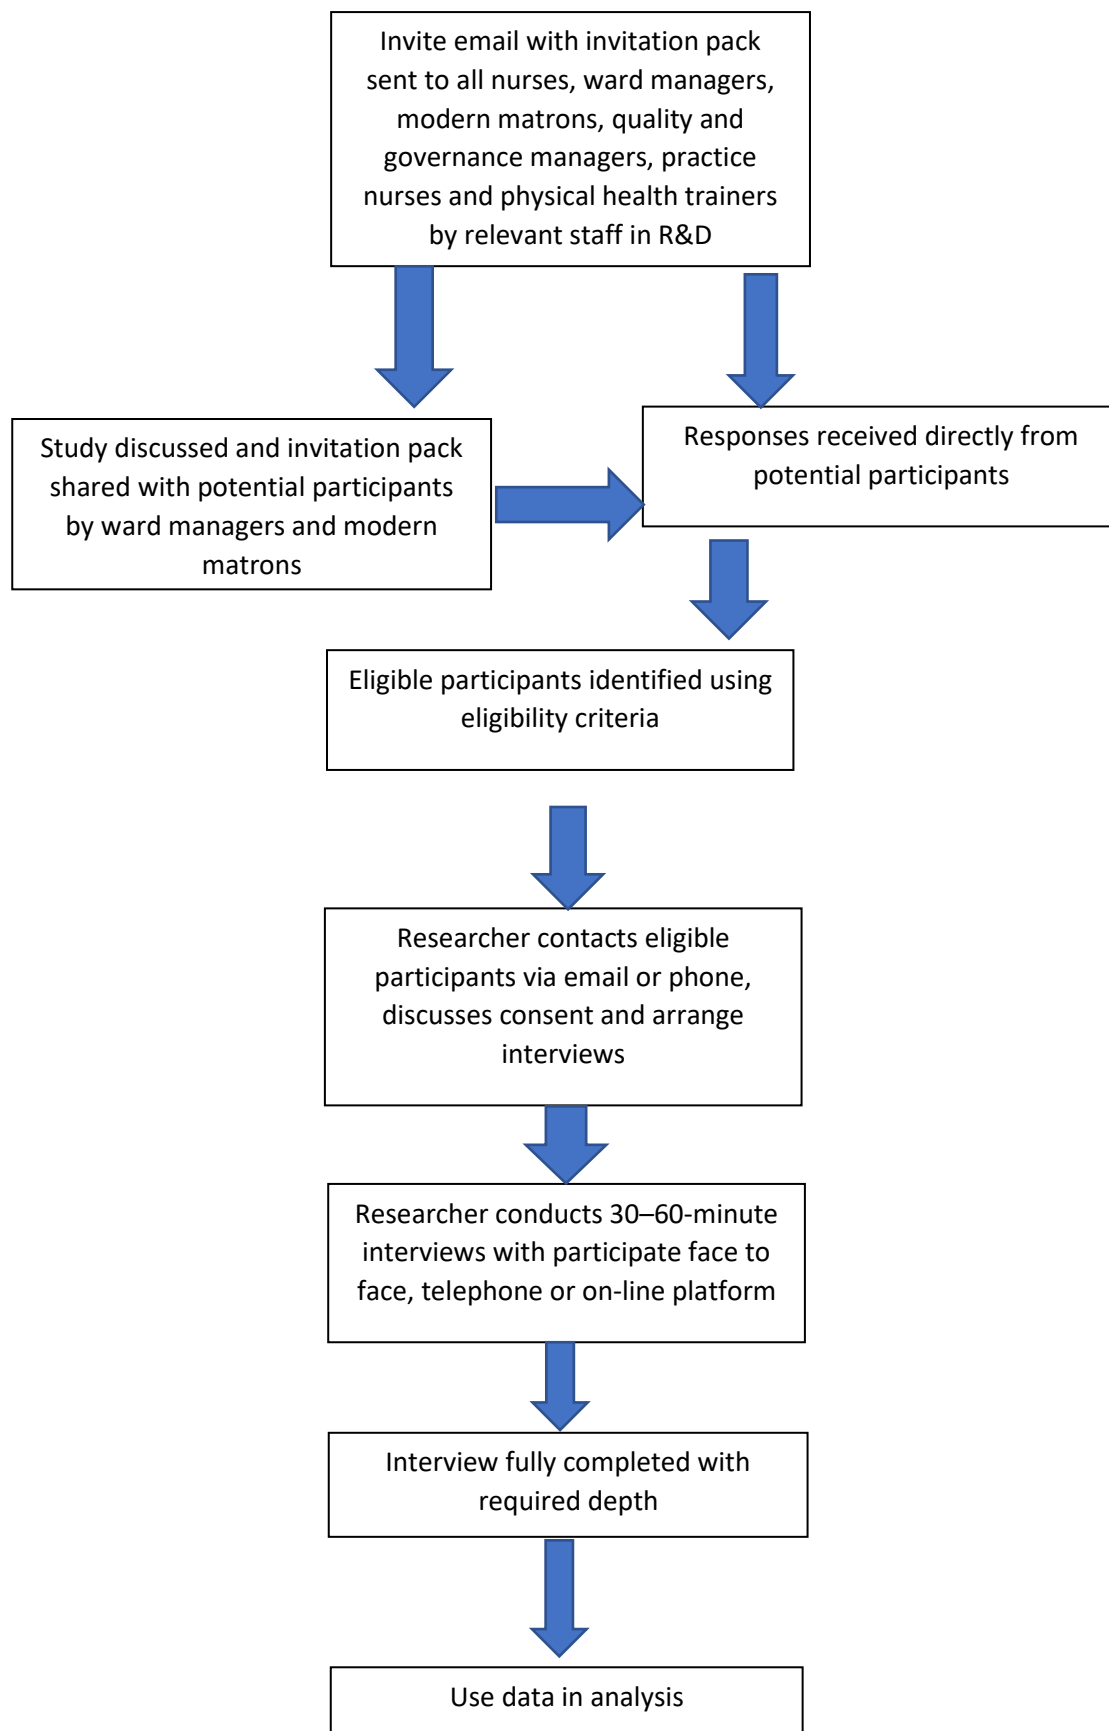 Invite email with invitation pack
sent to all nurses, ward managers,
modern matrons, quality and
governance managers, practice
nurses and physical health trainers
by relevant staff in R&D
Study discussed and invitation pack
shared with potential participants
by ward managers and modern
matrons
Responses received directly from
potential participants
Eligible participants identified using
eligibility criteria
Researcher contacts eligible
participants via email or phone,
discusses consent and arrange
interviews
Researcher conducts 30–60-minute
interviews with participate face to
face, telephone or on-line platform
Interview fully completed with
required depth
Use data in analysis